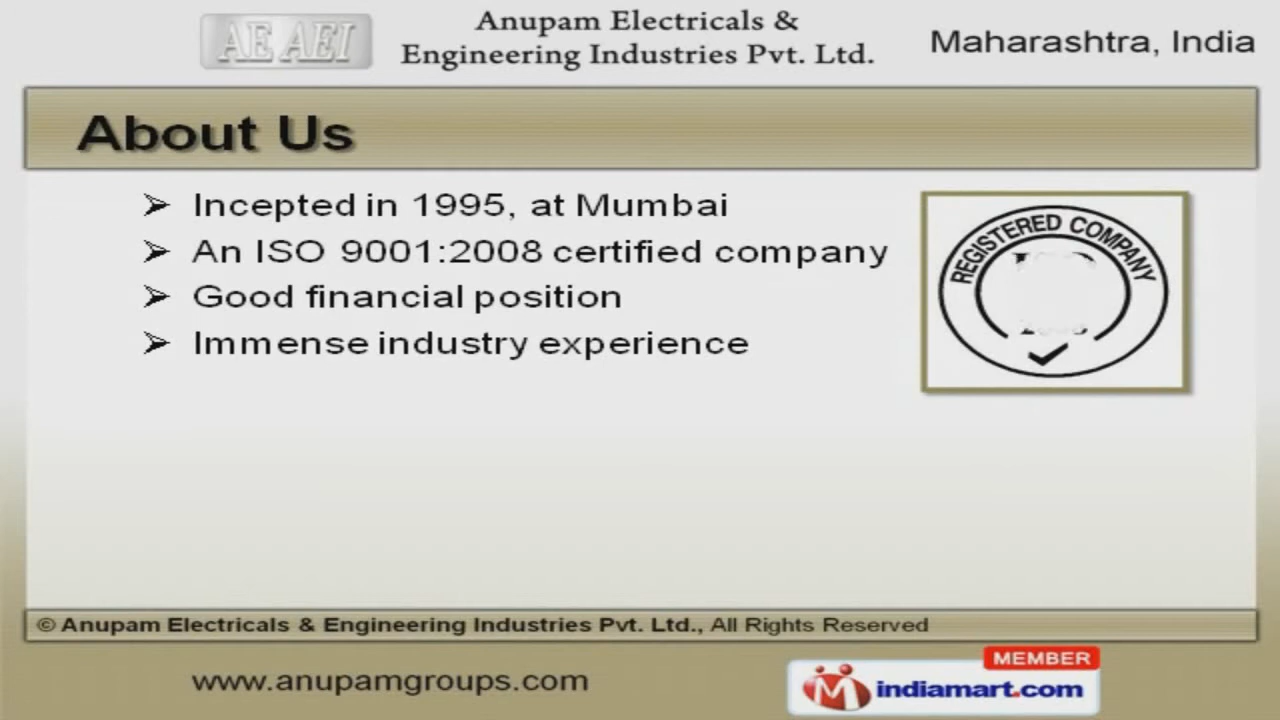 AE AEI
Anupam Electricals &
Engineering Industries Pvt. Ltd.
Maharashtra, India
About Us
➢ Incepted in 1995, at Mumbai
➢ An ISO 9001:2008 certified company
➢ Good financial position
➢ Immense industry experience
REGISTERED COMPANY
© Anupam Electricals & Engineering Industries Pvt. Ltd., All Rights Reserved
www.anupamgroups.com
MEMBER
indiamart.com